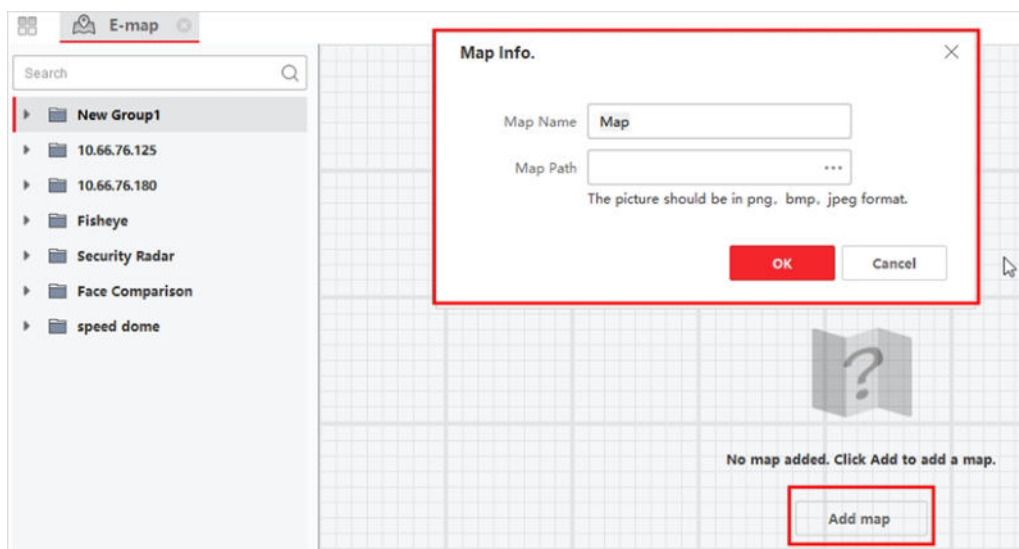 E-map
Search
New Group1
10.66.76.125
10.66.76.180
Fisheye
Security Radar
Face Comparison
speed dome
Map Info.
Map Name Map
Map Path ...
The picture should be in png, bmp, jpeg format.
OK Cancel
?
No map added. Click Add to add a map.
Add map